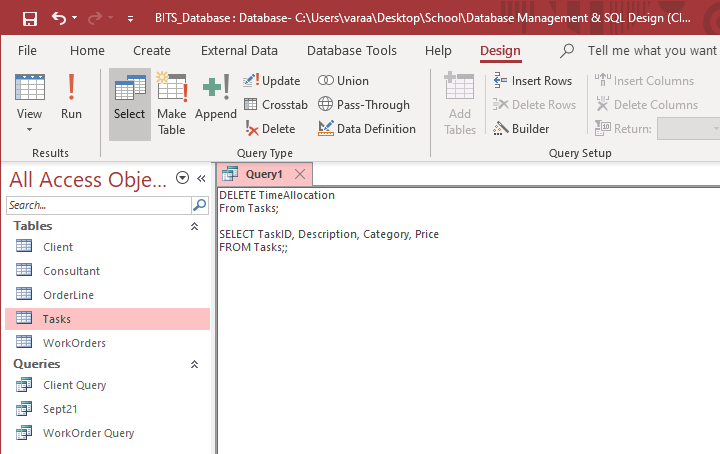 BITS_Database : Database- C:\Users\varaa\Desktop\School\Database Management & SQL Design (Cl...
File Home Create External Data Database Tools Help Design Tell me what you want
View Run Select Make Table Append Update Crosstab Delete Union Pass-Through Data Definition Add Tables Insert Rows Delete Rows Builder Insert Columns Delete Columns Return:
Results Query Type Query Setup
All Access Obje...
Search...
Tables
Client
Consultant
OrderLine
Tasks
WorkOrders
Queries
Client Query
Sept21
WorkOrder Query
Query1
DELETE TimeAllocation
From Tasks;
SELECT TaskID, Description, Category, Price
FROM Tasks;;